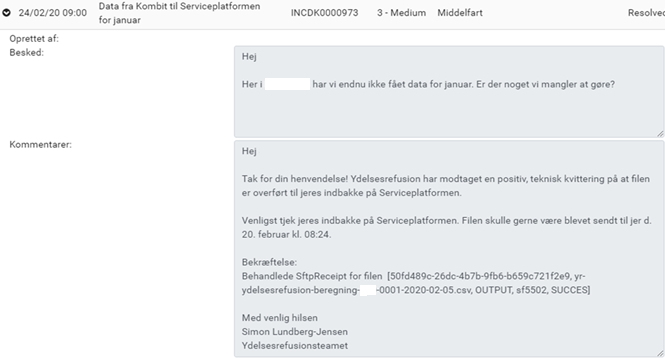 24/02/20 09:00 Data fra Kombit til Serviceplatformen for januar INCDK0000973 3 - Medium Middelfart Resolved
Oprettet af:
Besked:
Hej
Her i har vi endnu ikke fået data for januar. Er der noget vi mangler at gøre?
Kommentarer:
Hej
Tak for din henvendelse! Ydelsesrefusion har modtaget en positiv, teknisk kvittering på at filen
er overført til jeres indbakke på Serviceplatformen.
Venligst tjek jeres indbakke på Serviceplatformen. Filen skulle gerne være blevet sendt til jer d.
20. februar kl. 08:24.
Bekræftelse:
Behandlede SftpReceipt for filen [50fd489c-26dc-4b7b-9fb6-b659c721f2e9, yr-
ydelsesrefusion-beregning- -0001-2020-02-05.csv, OUTPUT, sf5502, SUCCES]
Med venlig hilsen
Simon Lundberg-Jensen
Ydelsesrefusionsteamet